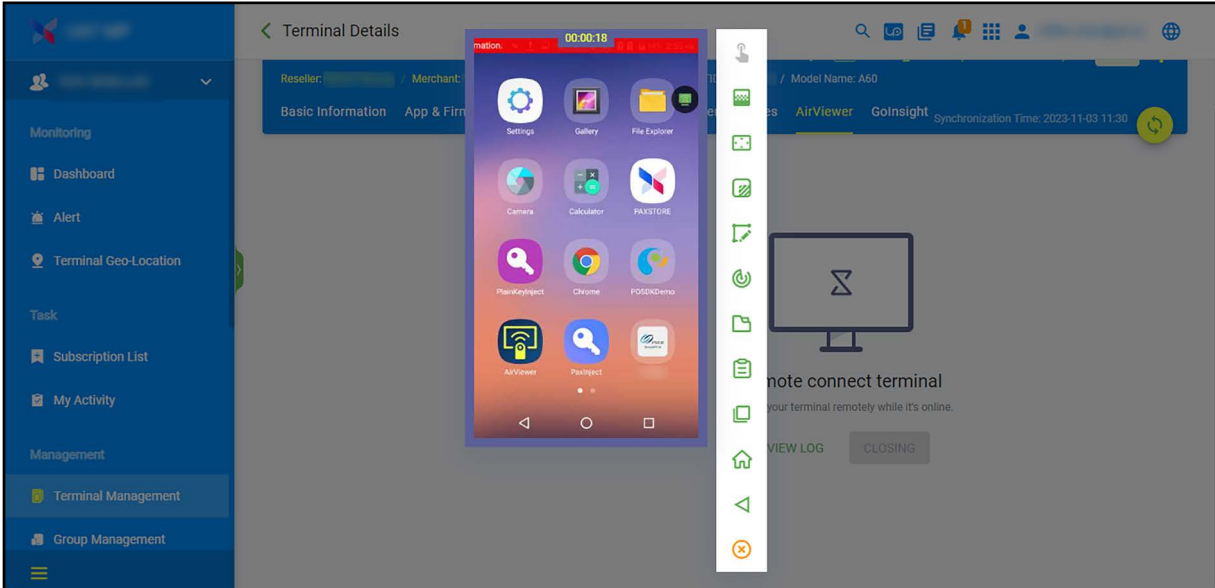 Terminal Details
00:00:18
mation.
Reseller:
/ Merchant:
/ Model Name: A60
Basic Information App & Firm
es AirViewer GoInsight Synchronization Time: 2023-11-03 11:30
Monitoring
Dashboard
Alert
Terminal Geo-Location
Task
Subscription List
My Activity
Management
Terminal Management
Group Management
Settings Gallery File Explorer
Camera Calculator PAXSTORE
PlainKeyInject Chrome POSDKDemo
AirViewer PaxInject
mote connect terminal
your terminal remotely while it's online.
VIEW LOG CLOSING